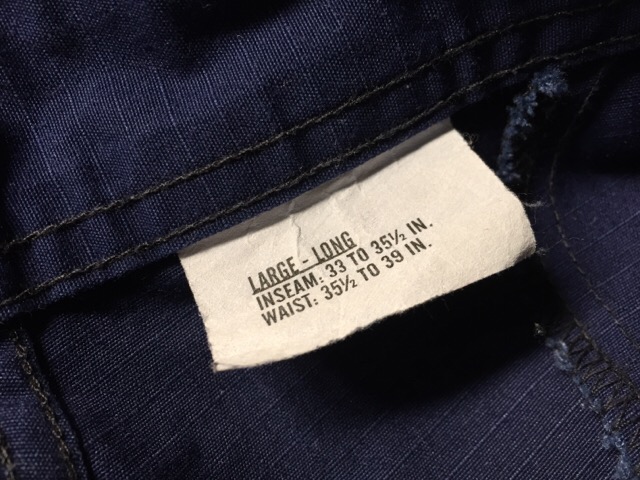 LARGE - LONG
INSEAM: 33 TO 35½ IN.
WAIST: 35½ TO 39 IN.